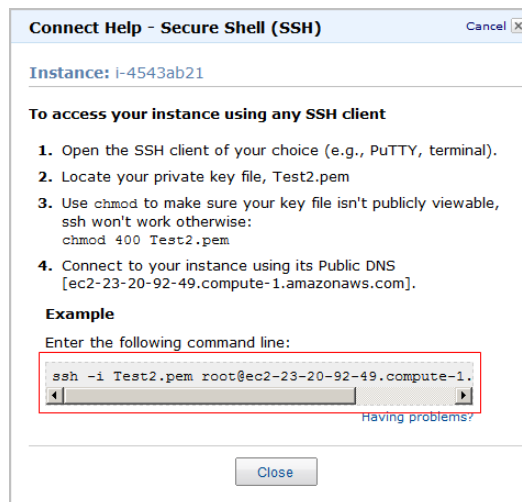 Connect Help - Secure Shell (SSH)
Cancel
Instance: i-4543ab21
To access your instance using any SSH client
1. Open the SSH client of your choice (e.g., PuTTY, terminal).
2. Locate your private key file, Test2.pem
3. Use chmod to make sure your key file isn't publicly viewable,
ssh won't work otherwise:
chmod 400 Test2.pem
4. Connect to your instance using its Public DNS
[ec2-23-20-92-49.compute-1.amazonaws.com].
Example
Enter the following command line:
ssh -i Test2.pem root@ec2-23-20-92-49.compute-1.
Having problems?
Close